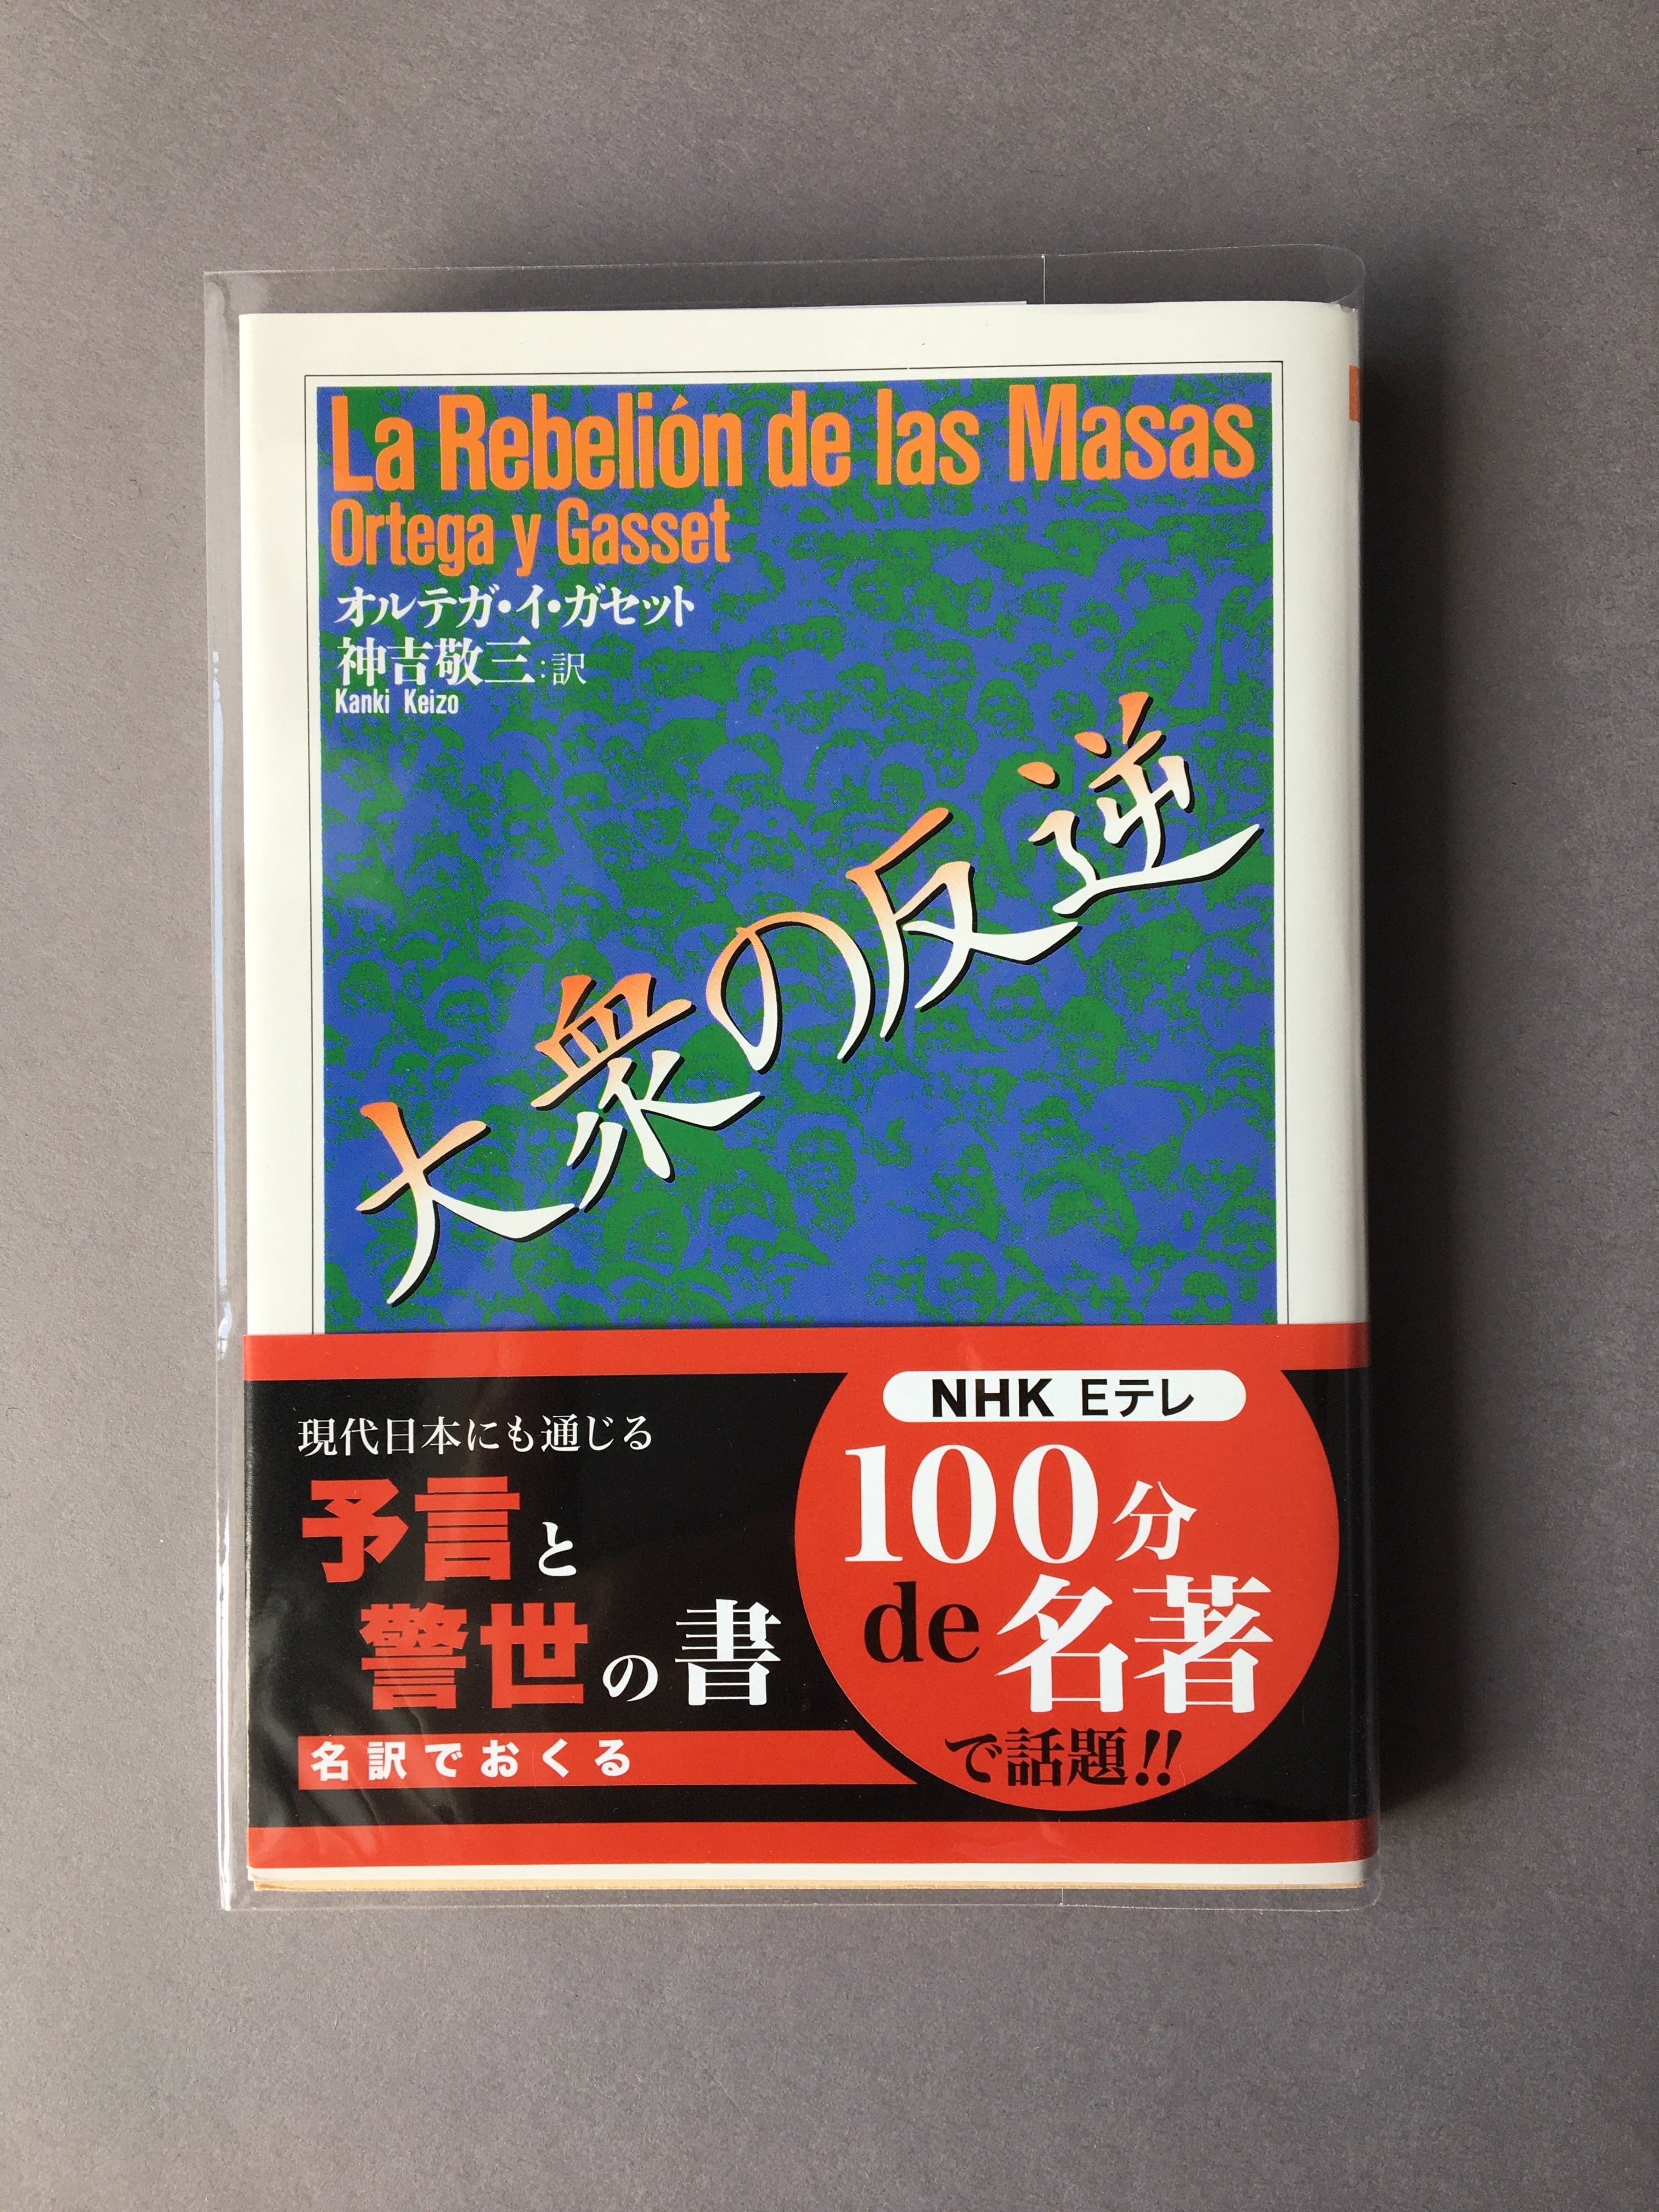 La Rebelión de las Masas
Ortega y Gasset
オルテガ・イ・ガセット
神吉敬三:訳
Kanki Keizo
大衆の反逆
現代日本にも通じる
予言と
警世の書
名訳でおくる
NHK Eテレ
100分
de名著
で話題!!